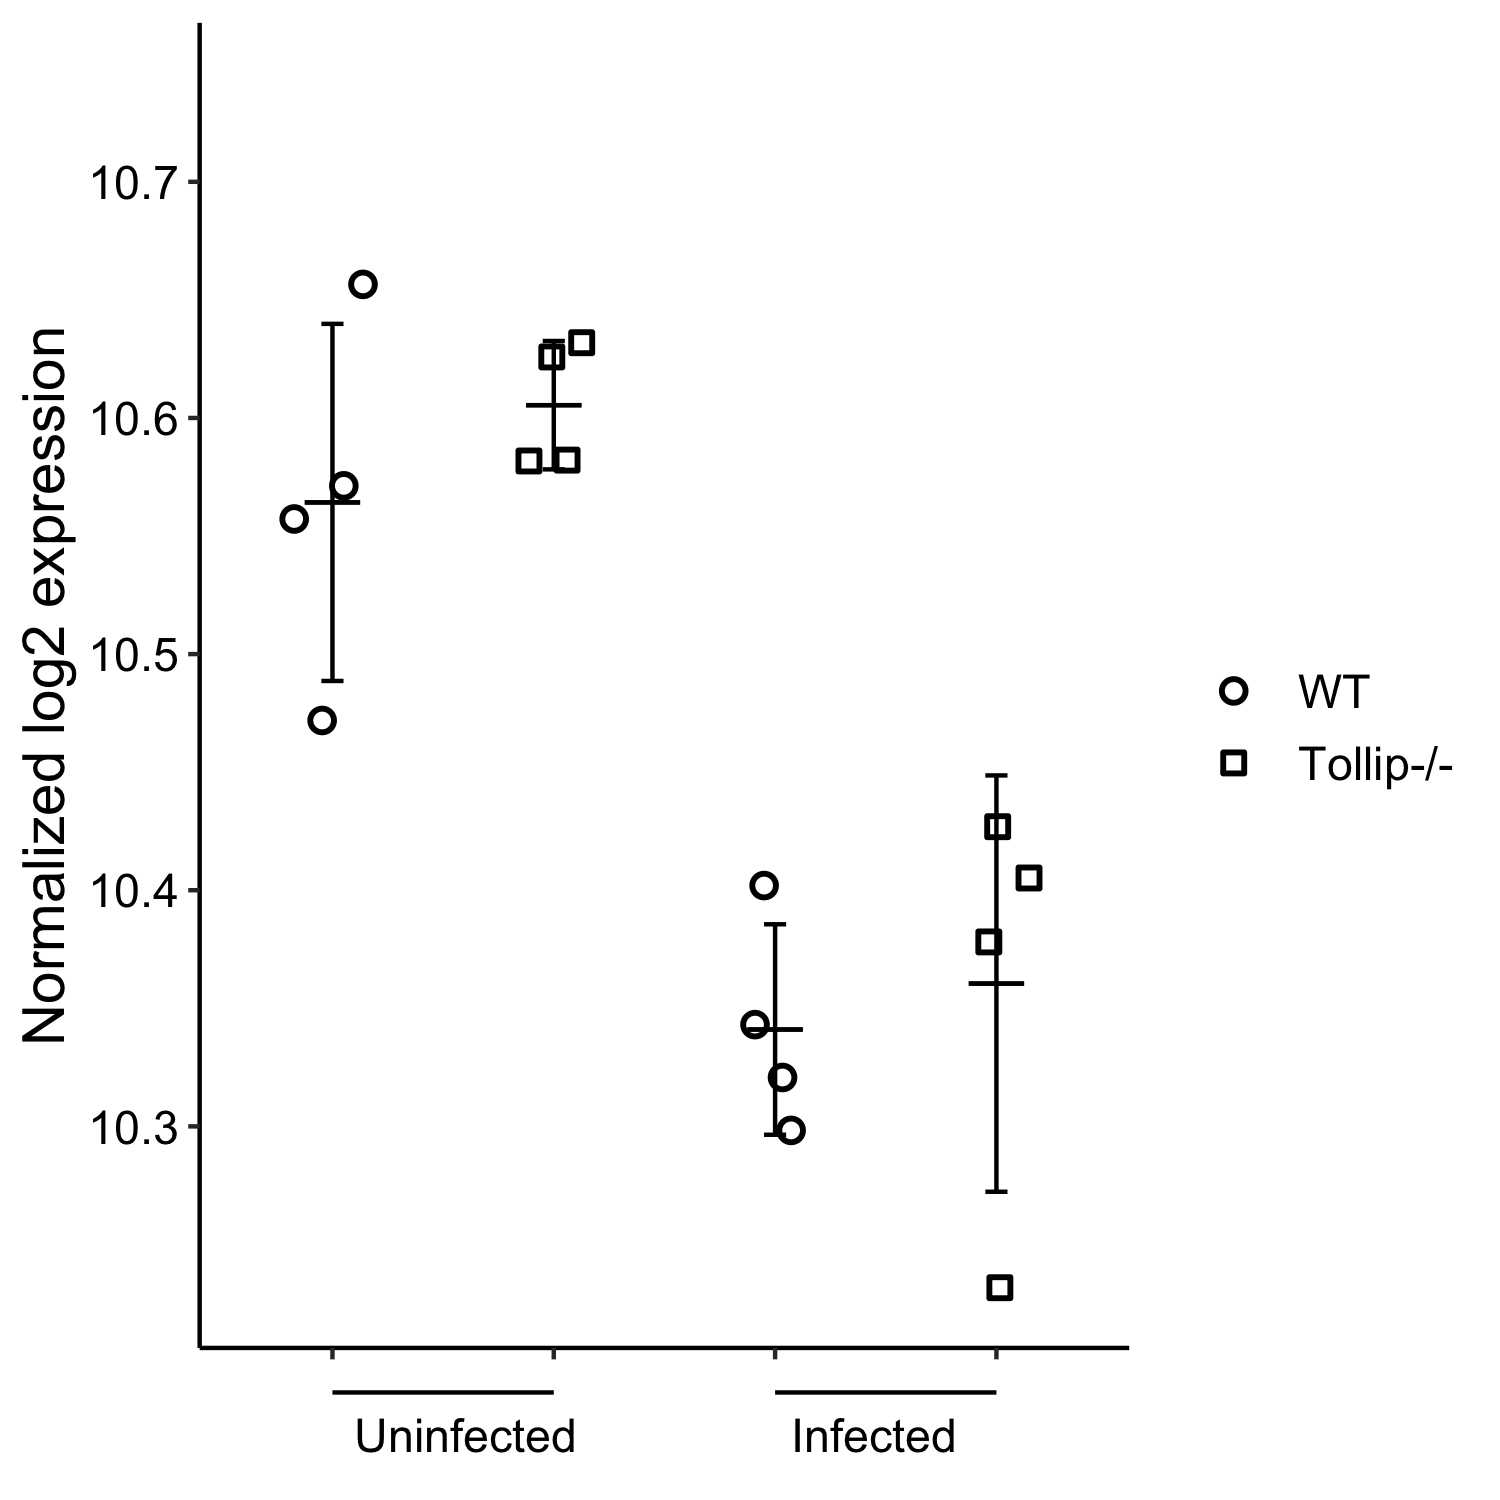 Normalized log2 expression
10.7
10.6
10.5
10.4
10.3
Uninfected
Infected
WT
Tollip-/-